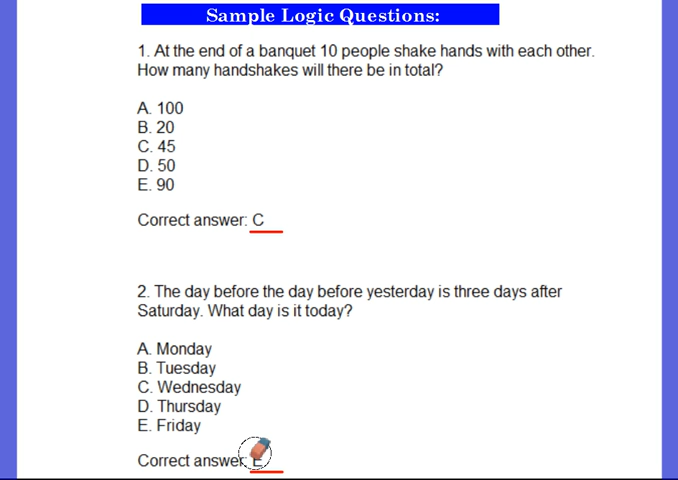 Sample Logic Questions:
1. At the end of a banquet 10 people shake hands with each other.
How many handshakes will there be in total?
A. 100
B. 20
C. 45
D. 50
E. 90
Correct answer: C
2. The day before the day before yesterday is three days after
Saturday. What day is it today?
A. Monday
B. Tuesday
C. Wednesday
D. Thursday
E. Friday
Correct answer: E